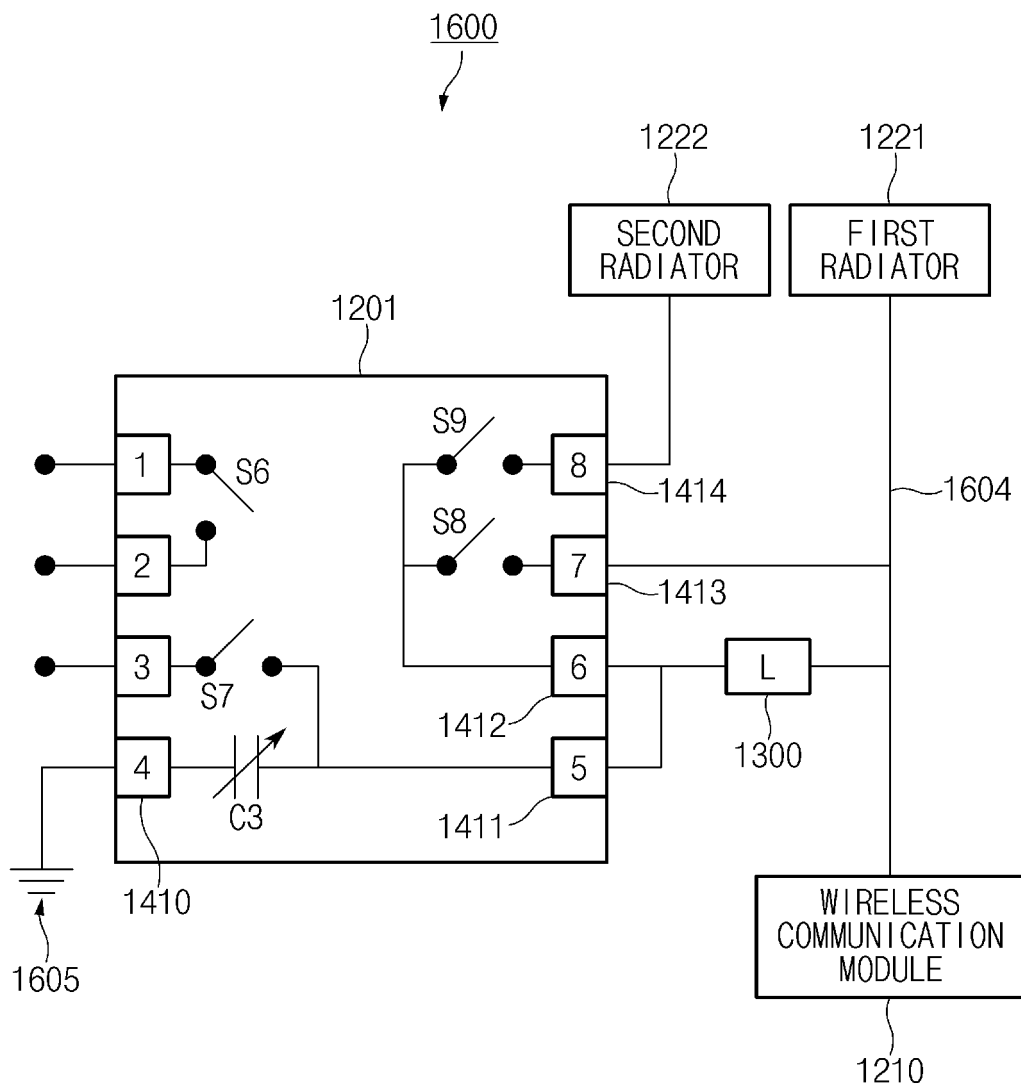 1600
1222
1221
SECOND
RADIATOR
FIRST
RADIATOR
1201
S9
1
S6
8
1414
1604
S8
2
7
1413
3
S7
6
L
1412
1300
4
C3
5
1411
1410
1605
WIRELESS
COMMUNICATION
MODULE
1210